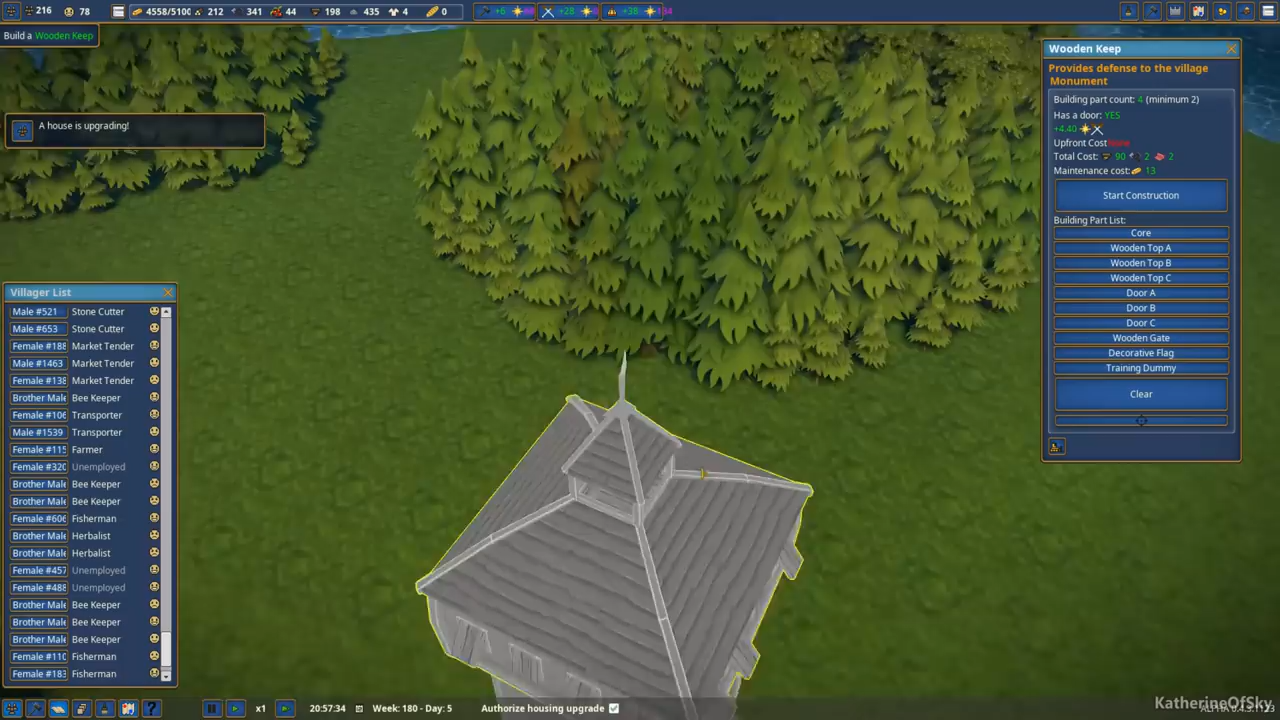 216 78 4558/5100 212 341 44 198 435 4 0 +6 +28 +38
Build a Wooden Keep
A house is upgrading!
Wooden Keep
Provides defense to the village
Monument
Building part count: 4 (minimum 2)
Has a door: YES
+4.40
Upfront Cost None
Total Cost: 90 2 2
Maintenance cost: 13
Start Construction
Building Part List:
Core
Wooden Top A
Wooden Top B
Wooden Top C
Door A
Door B
Door C
Wooden Gate
Decorative Flag
Training Dummy
Clear
Villager List
Male #521 Stone Cutter
Male #653 Stone Cutter
Female #188 Market Tender
Male #1463 Market Tender
Female #138 Market Tender
Brother Male Bee Keeper
Female #106 Transporter
Male #1539 Transporter
Female #115 Farmer
Female #320 Unemployed
Brother Male Bee Keeper
Brother Male Bee Keeper
Female #606 Fisherman
Brother Male Herbalist
Brother Male Herbalist
Female #457 Unemployed
Female #488 Unemployed
Brother Male Bee Keeper
Brother Male Bee Keeper
Brother Male Bee Keeper
Female #110 Fisherman
Female #183 Fisherman
x1 20:57:34 Week: 180 - Day: 5 Authorize housing upgrade
KatherineOfSky